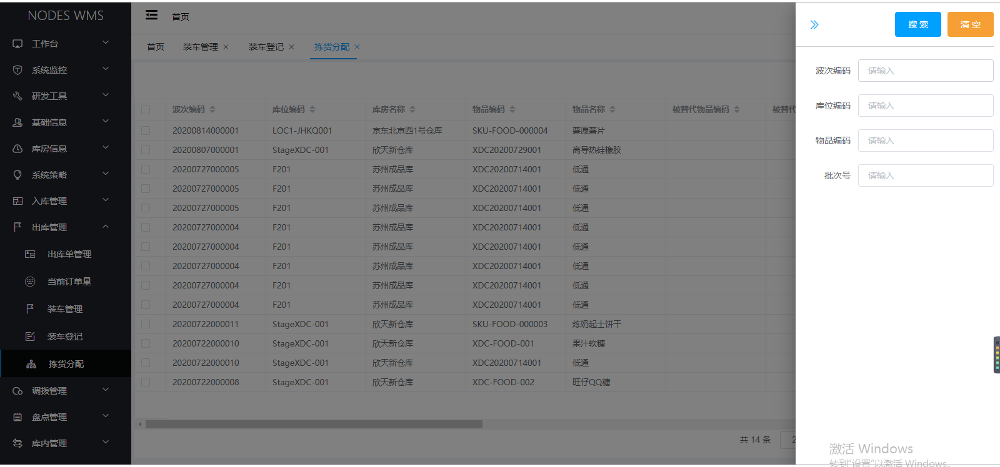 NODES WMS
首页
搜 索
清 空
工作台
系统监控
研发工具
基础信息
库房信息
系统策略
入库管理
出库管理
出库单管理
当前订单量
装车管理
装车登记
拣货分配
调拨管理
盘点管理
库内管理
首页 装车管理 × 装车登记 × 拣货分配 ×
波次编码 库位编码 库房名称 物品编码 物品名称 被替代物品编码 被替代
20200814000001 LOC1-JHKQ001 京东北京西1号仓库 SKU-FOOD-000004 薯愿薯片
20200807000001 StageXDC-001 欣天新仓库 XDC20200729001 高导热硅橡胶
20200727000005 F201 苏州成品库 XDC20200714001 低通
20200727000005 F201 苏州成品库 XDC20200714001 低通
20200727000005 F201 苏州成品库 XDC20200714001 低通
20200727000004 F201 苏州成品库 XDC20200714001 低通
20200727000004 F201 苏州成品库 XDC20200714001 低通
20200727000004 F201 苏州成品库 XDC20200714001 低通
20200727000004 F201 苏州成品库 XDC20200714001 低通
20200727000004 F201 苏州成品库 XDC20200714001 低通
20200722000011 StageXDC-001 欣天新仓库 SKU-FOOD-000003 炼奶起士饼干
20200722000010 StageXDC-001 欣天新仓库 XDC-FOOD-001 果汁软糖
20200722000010 StageXDC-001 欣天新仓库 XDC20200714001 低通
20200722000008 StageXDC-001 欣天新仓库 XDC-FOOD-002 旺仔QQ糖
共 14 条 2
波次编码 请输入
库位编码 请输入
物品编码 请输入
批次号 请输入
激活 Windows
转到"设置"以激活 Windows。